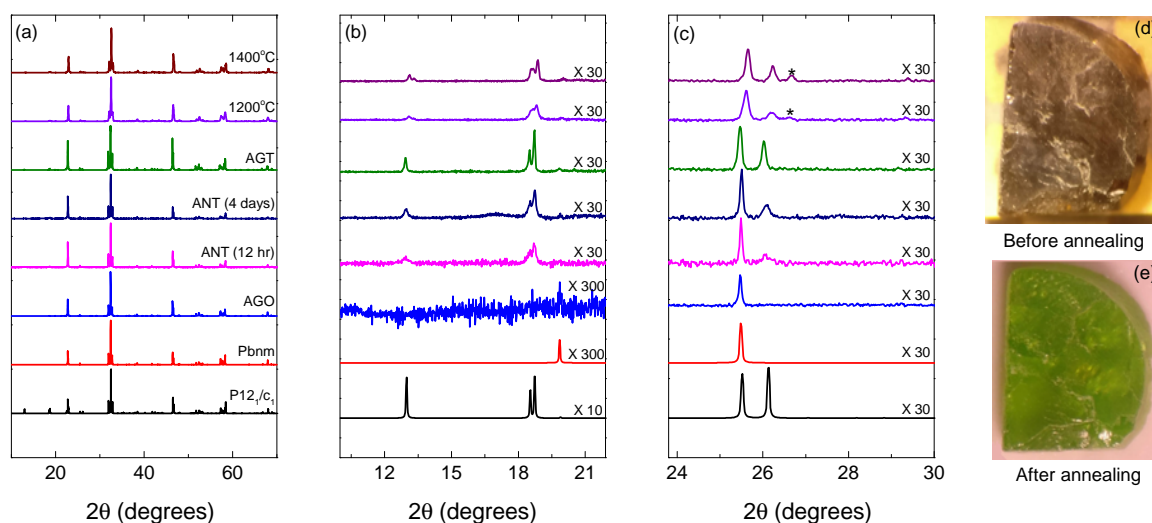 (a)
1400°C
1200°C
AGT
ANT (4 days)
ANT (12 hr)
AGO
Pbnm
P12₁/c₁
20 40 60
2θ (degrees)
(b)
X 30
X 30
X 30
X 30
X 30
X 300
X 300
X 10
12 15 18 21
2θ (degrees)
(c)
*
X 30
*
X 30
X 30
X 30
X 30
X 30
X 30
X 30
24 26 28 30
2θ (degrees)
(d)
Before annealing
(e)
After annealing